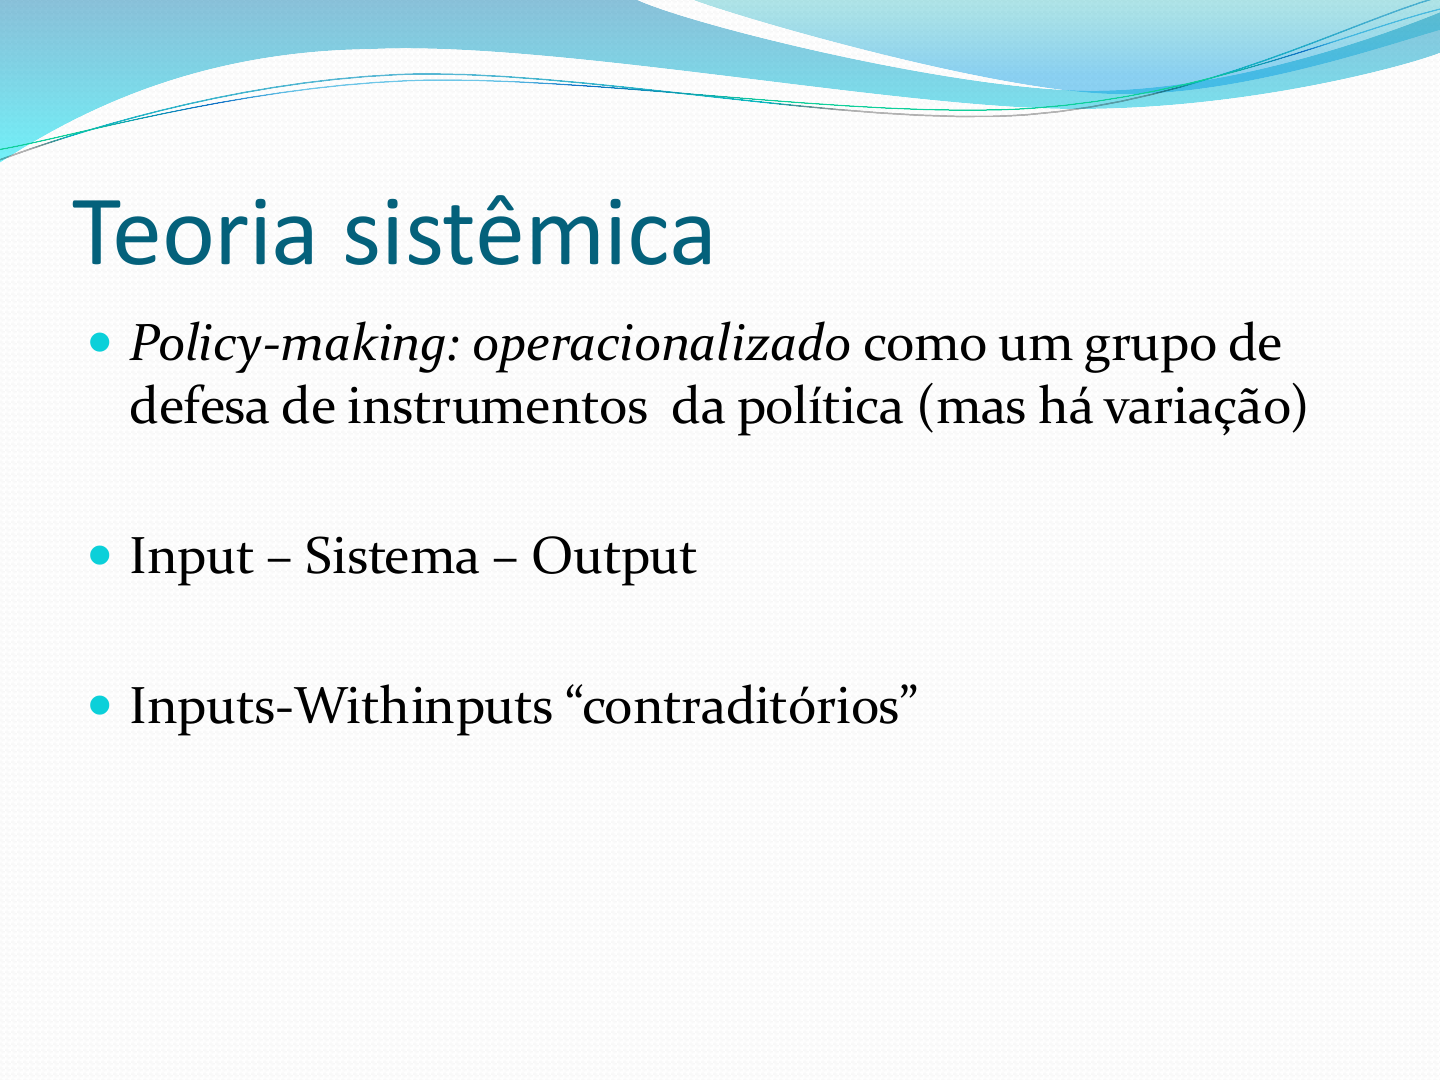 Teoria sistêmica
• Policy-making: operacionalizado como um grupo de
defesa de instrumentos  da política (mas há variação)
• Input – Sistema – Output
• Inputs-Withinputs “contraditórios”